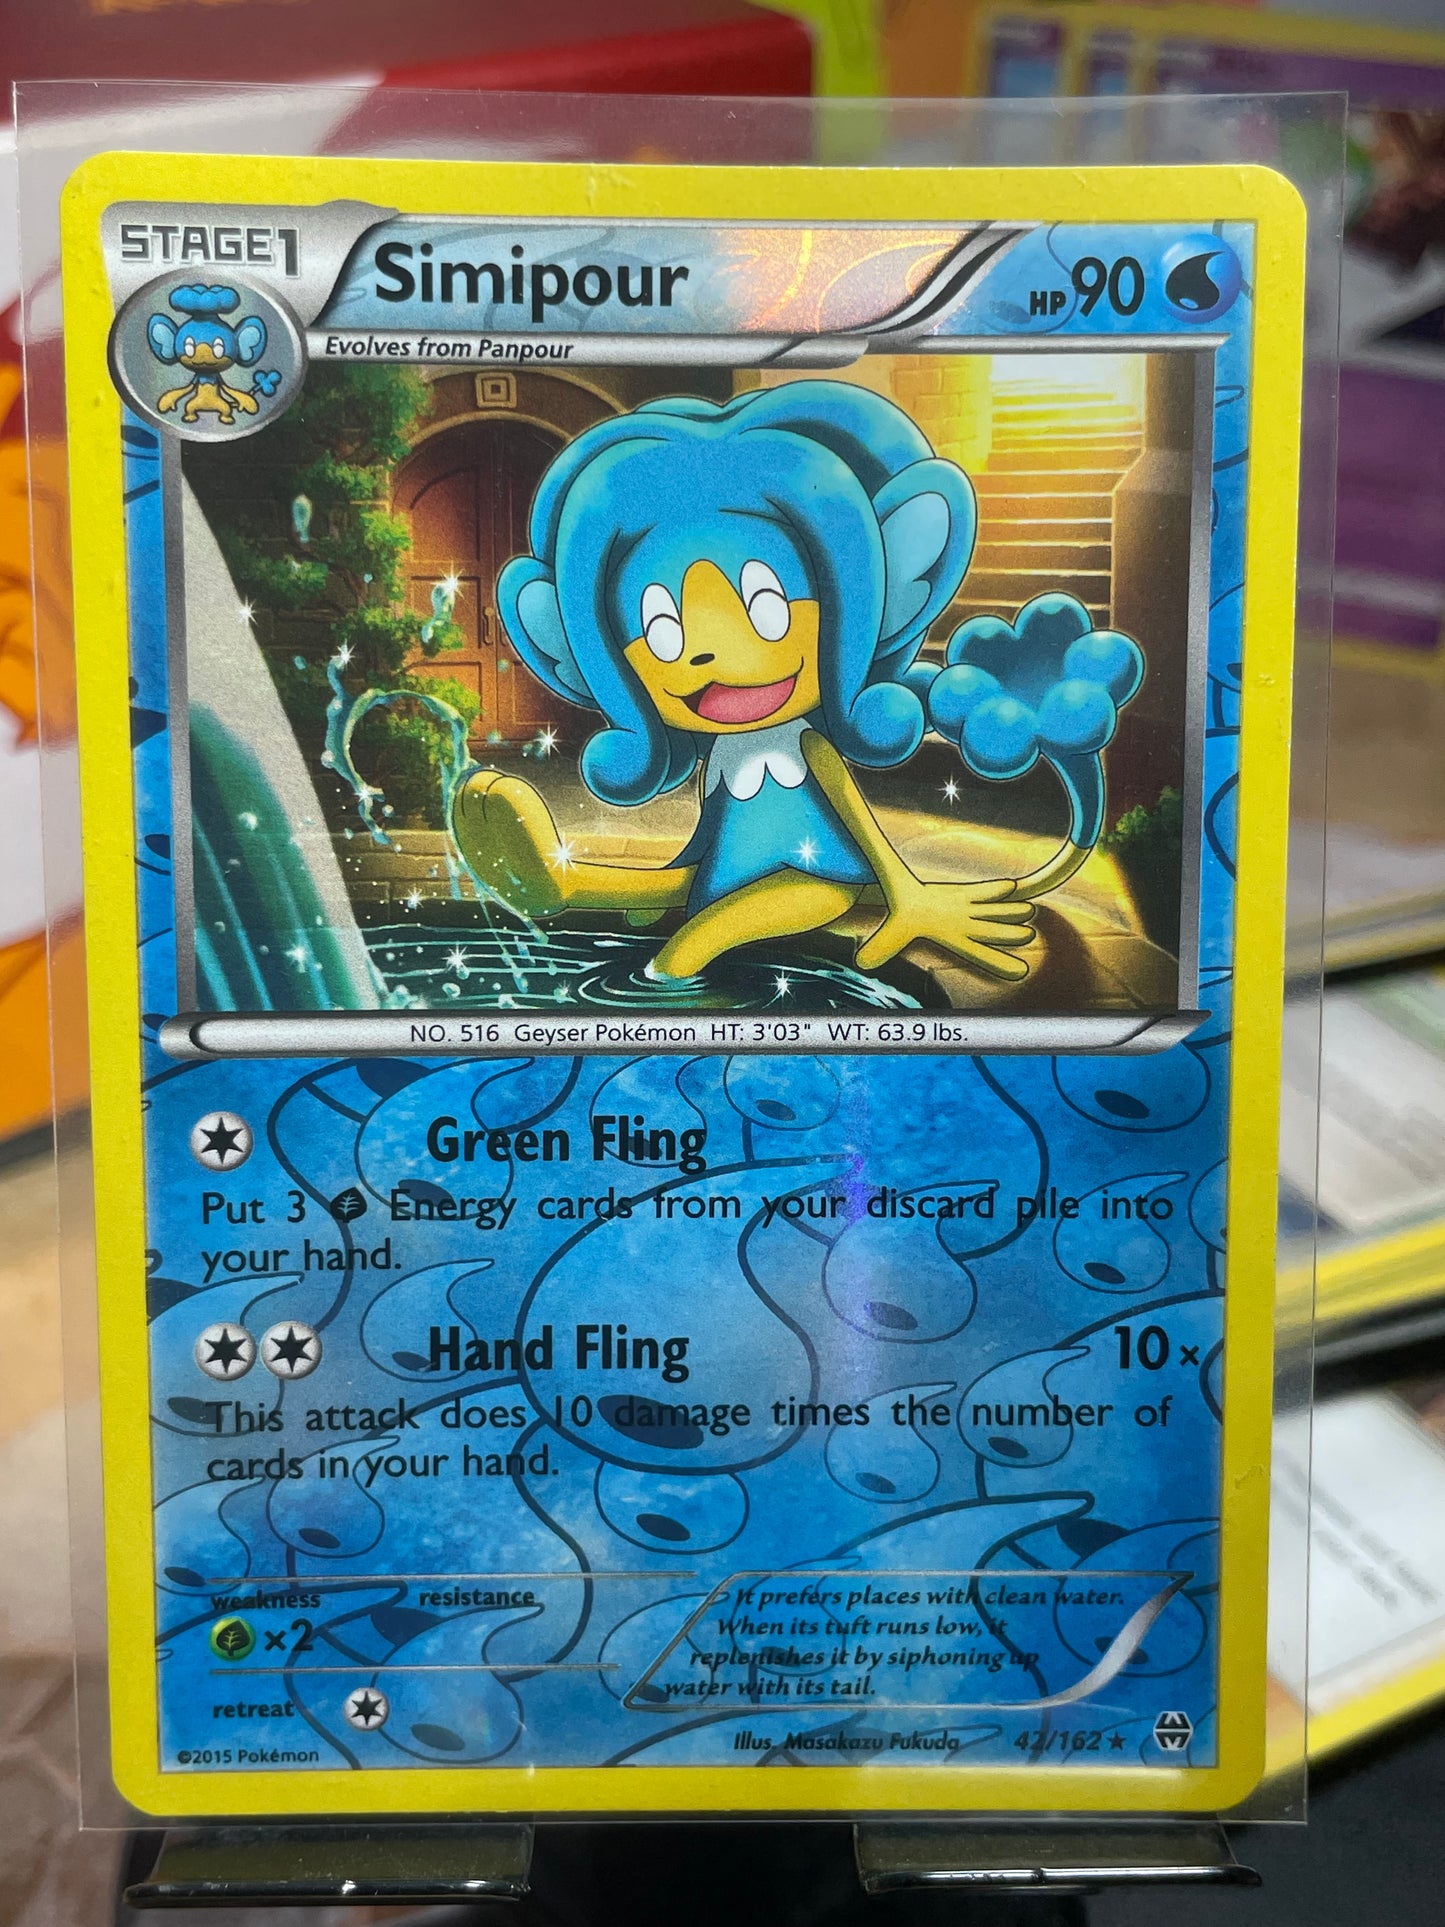 STAGE1
Simipour
HP 90
Evolves from Panpour
NO. 516 Geyser Pokémon HT: 3'03" WT: 63.9 lbs.
Green Fling
Put 3 Energy cards from your discard pile into
your hand.
Hand Fling 10×
This attack does 10 damage times the number of
cards in your hand.
weakness resistance
×2
retreat
It prefers places with clean water.
When its tuft runs low, it
replenishes it by siphoning up
water with its tail.
©2015 Pokémon
Illus. Masakazu Fukuda 42/162 ★